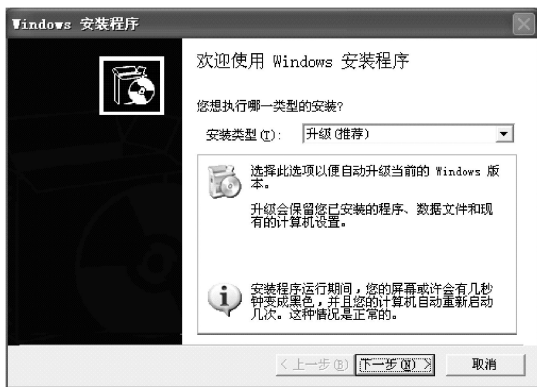 Windows 安装程序
欢迎使用 Windows 安装程序
您想执行哪一类型的安装?
安装类型(T): 升级(推荐)
选择此选项以便自动升级当前的 Windows 版
本。
升级会保留您已安装的程序、数据文件和现
有的计算机设置。
安装程序运行期间，您的屏幕或许会有几秒
钟变成黑色，并且您的计算机自动重新启动
几次。这种情况是正常的。
<上一步(B) 下一步(N)> 取消